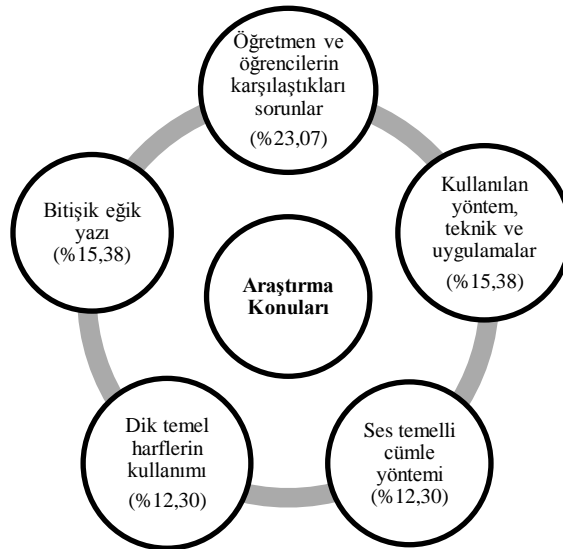 Öğretmen ve
öğrencilerin
karşılaştıkları
sorunlar
(%23,07)
Kullanılan
yöntem,
teknik ve
uygulamalar
(%15,38)
Ses temelli
cümle
yöntemi
(%12,30)
Dik temel
harflerin
kullanımı
(%12,30)
Bitişik eğik
yazı
(%15,38)
Araştırma
Konuları